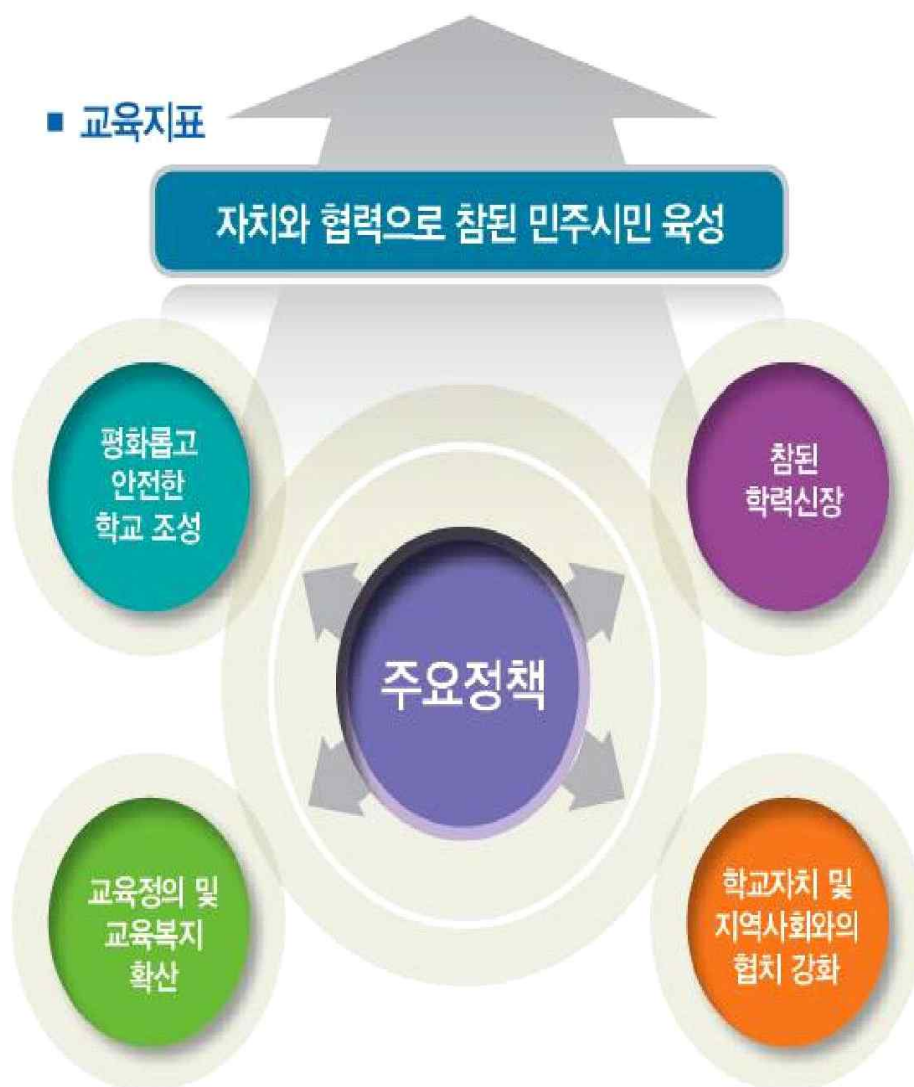 ■ 교육지표
자치와 협력으로 참된 민주시민 육성
평화롭고
안전한
학교 조성
참된
학력신장
주요정책
교육정의 및
교육복지
확산
학교자치 및
지역사회와의
협치 강화